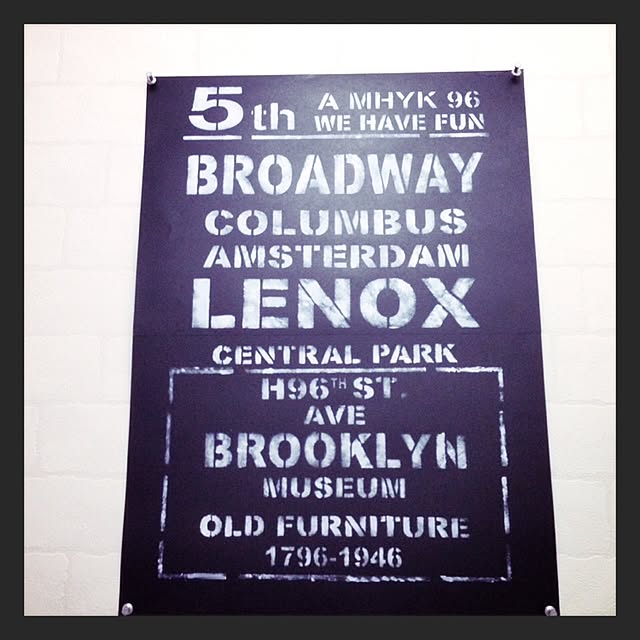 5th A MHYK 96
WE HAVE FUN
BROADWAY
COLUMBUS
AMSTERDAM
LENOX
CENTRAL PARK
H96TH ST.
AVE
BROOKLYN
MUSEUM
OLD FURNITURE
1796-1946